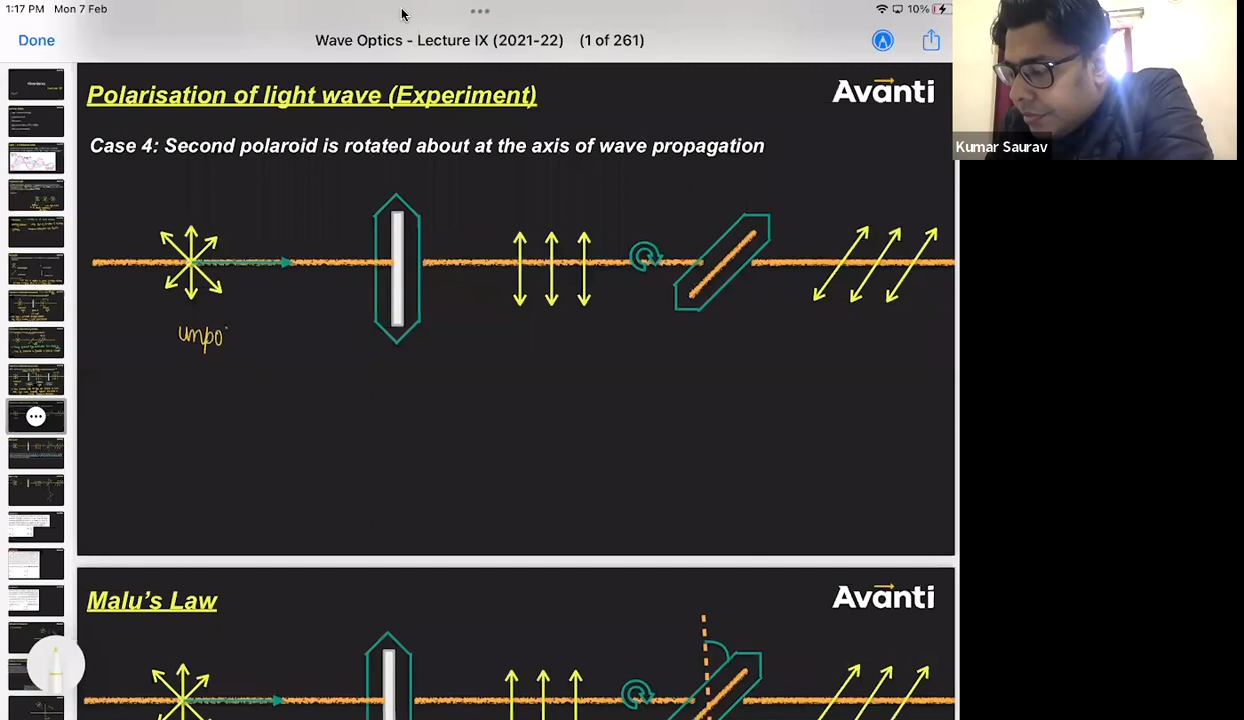 1:17 PM Mon 7 Feb
10%
Done
Wave Optics - Lecture IX (2021-22) (1 of 261)
Polarisation of light wave (Experiment)
Avanti
Case 4: Second polaroid is rotated about at the axis of wave propagation
Kumar Saurav
unpo
Malu's Law
Avanti